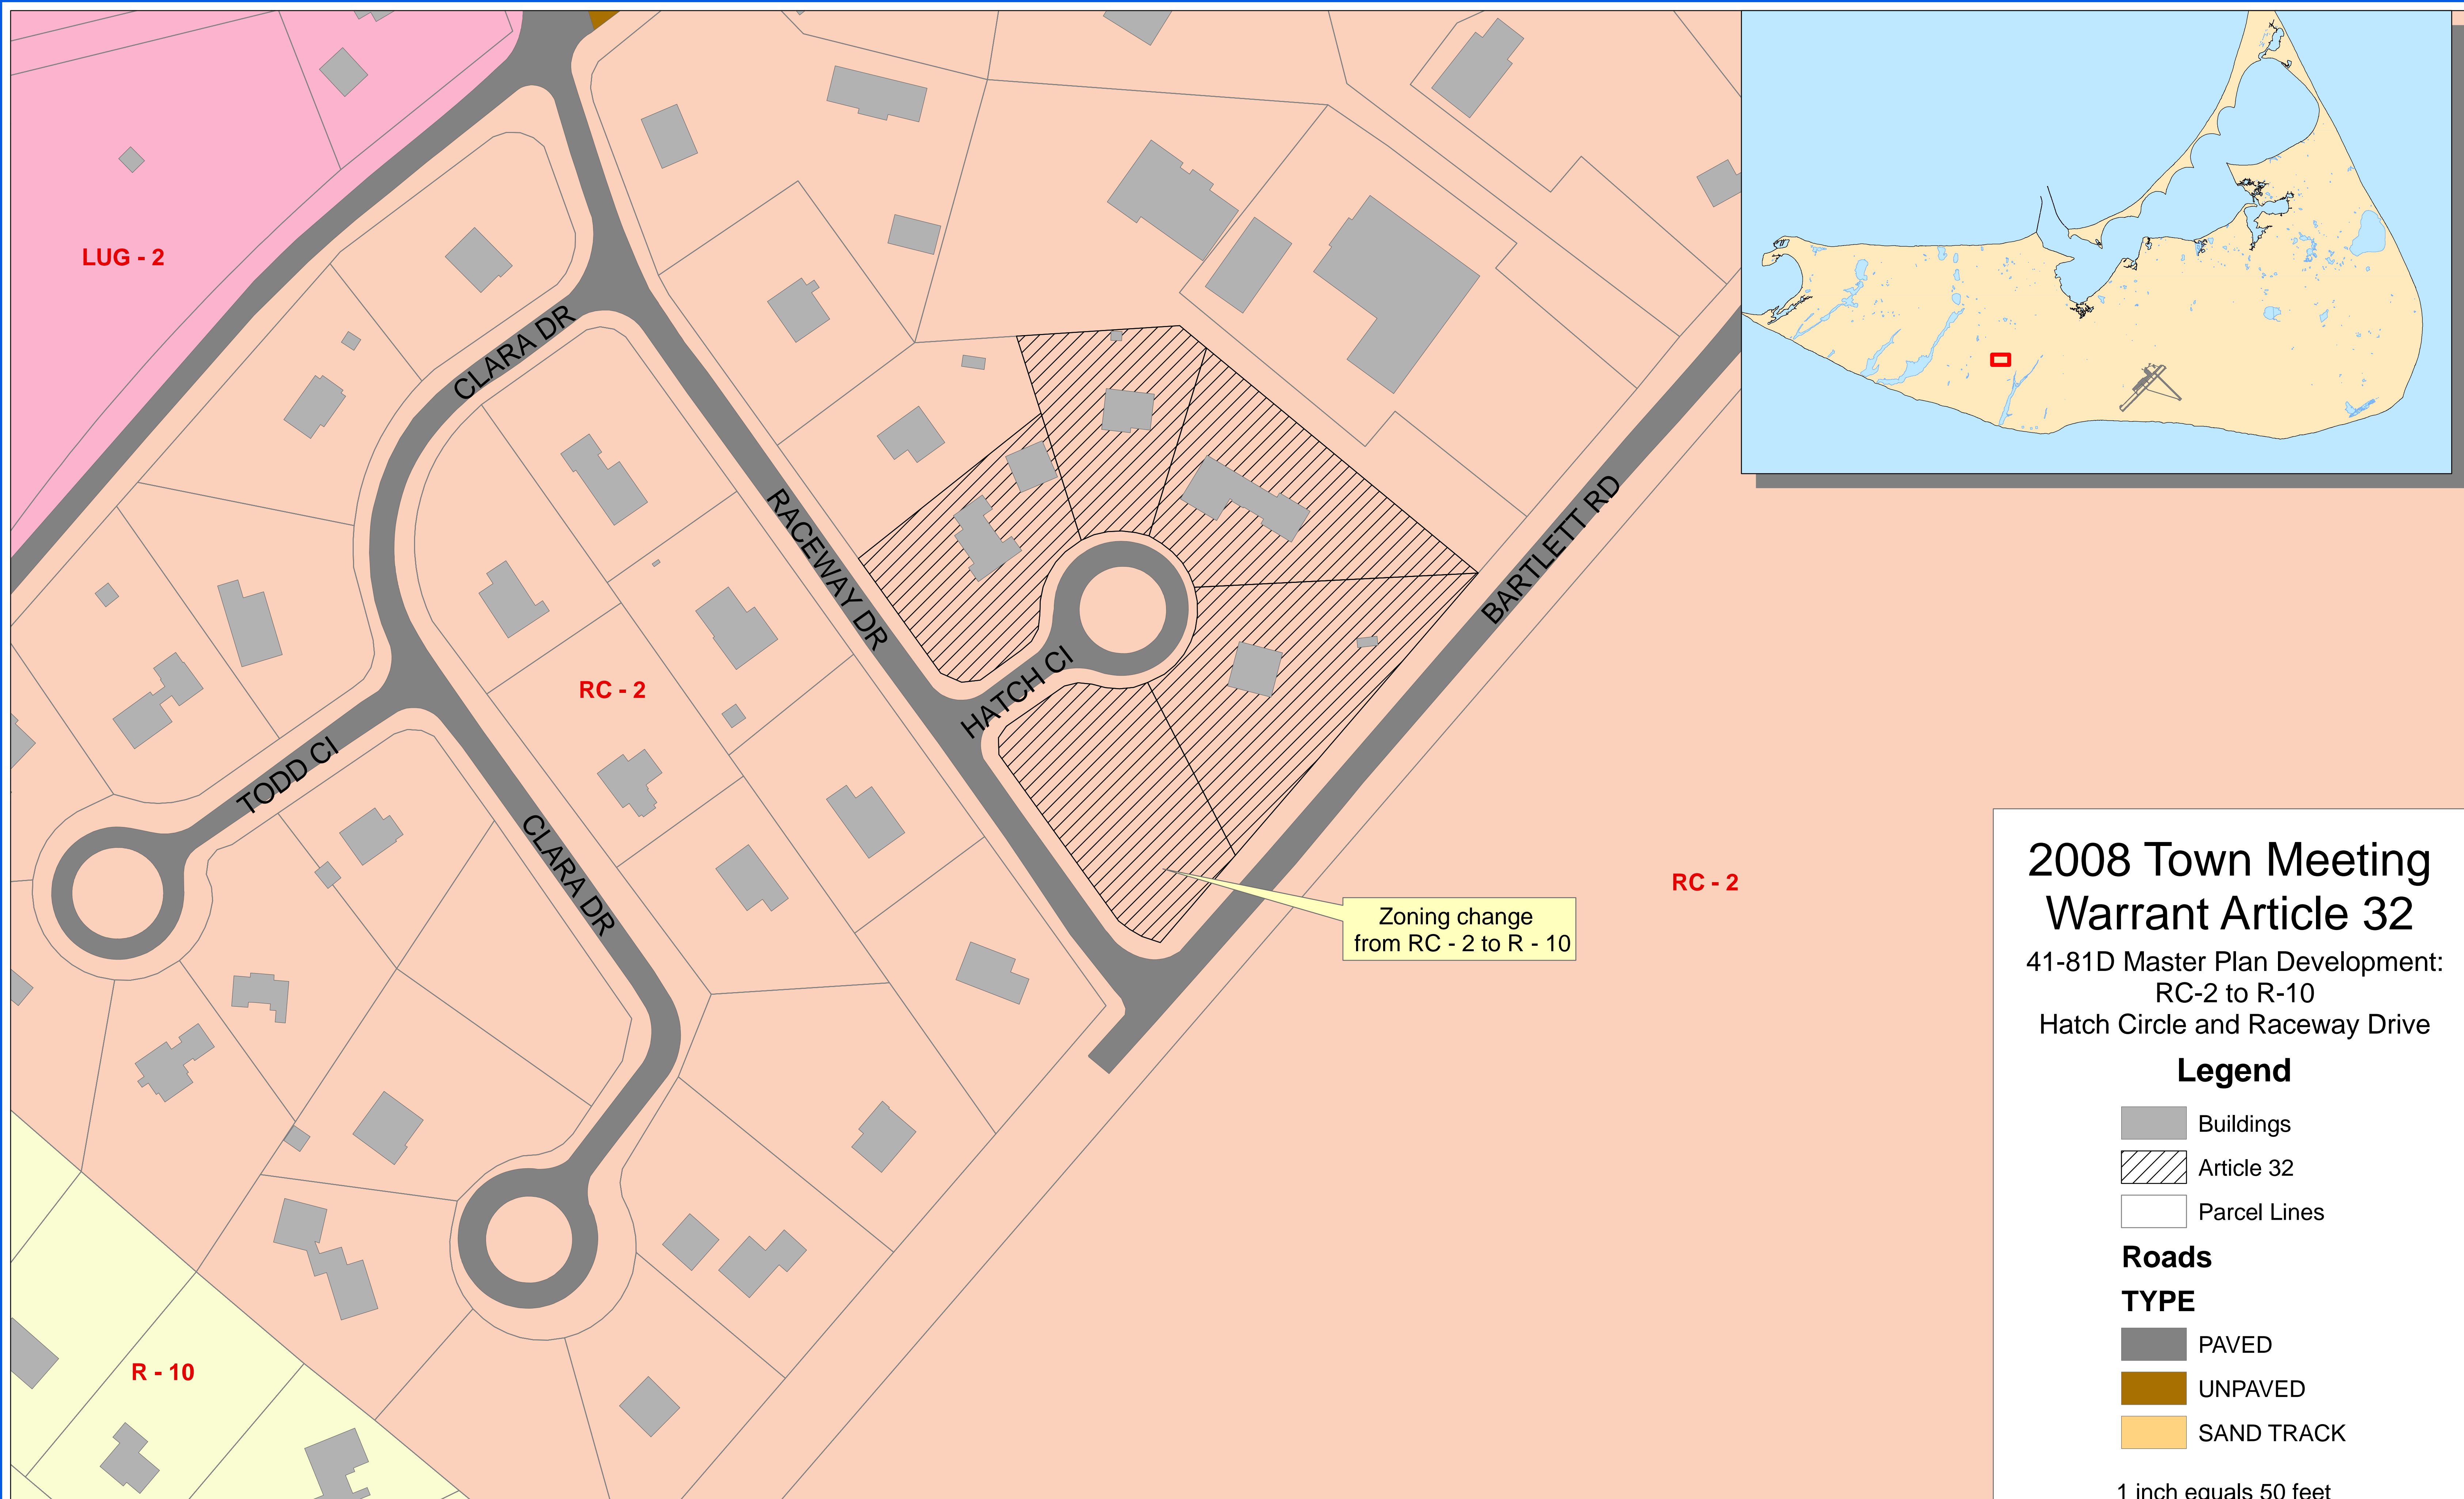 LUG - 2
CLARA DR
RACEWAY DR
BARTLETT RD
HATCH CI
RC - 2
TODD CI
CLARA DR
RC - 2
Zoning change
from RC - 2 to R - 10
R - 10
2008 Town Meeting
Warrant Article 32
41-81D Master Plan Development:
RC-2 to R-10
Hatch Circle and Raceway Drive
Legend
Buildings
Article 32
Parcel Lines
Roads
TYPE
PAVED
UNPAVED
SAND TRACK
1 inch equals 50 feet